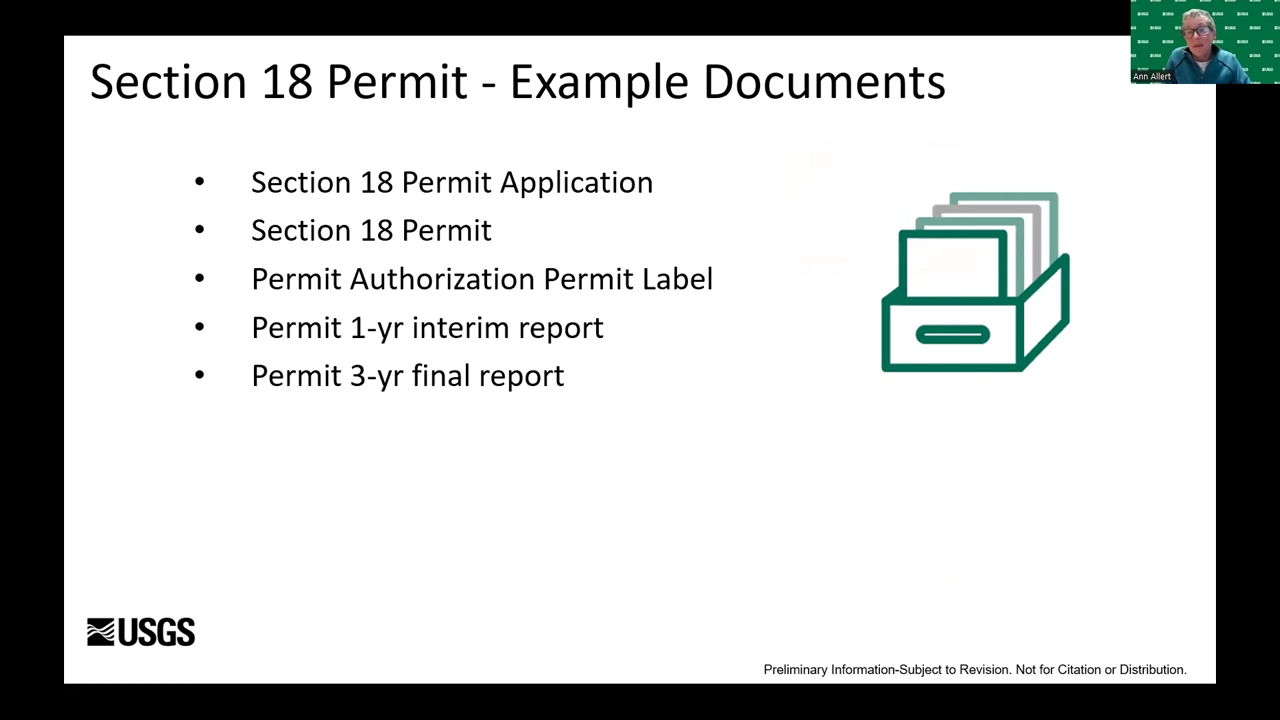 Section 18 Permit - Example Documents
Ann Allert
• Section 18 Permit Application
• Section 18 Permit
• Permit Authorization Permit Label
• Permit 1-yr interim report
• Permit 3-yr final report
USGS
Preliminary Information-Subject to Revision. Not for Citation or Distribution.